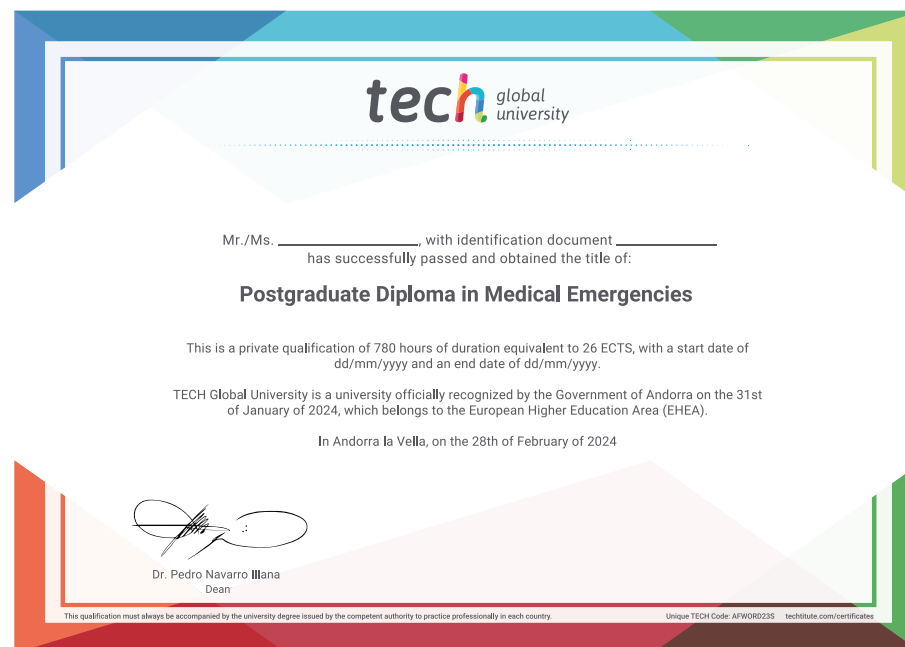 tech global university
Mr./Ms. ____________________, with identification document ______________
has successfully passed and obtained the title of:
Postgraduate Diploma in Medical Emergencies
This is a private qualification of 780 hours of duration equivalent to 26 ECTS, with a start date of
dd/mm/yyyy and an end date of dd/mm/yyyy.
TECH Global University is a university officially recognized by the Government of Andorra on the 31st
of January of 2024, which belongs to the European Higher Education Area (EHEA).
In Andorra la Vella, on the 28th of February of 2024
Dr. Pedro Navarro Illana
Dean
This qualification must always be accompanied by the university degree issued by the competent authority to practice professionally in each country.
Unique TECH Code: AFWORD23S techtitute.com/certificates